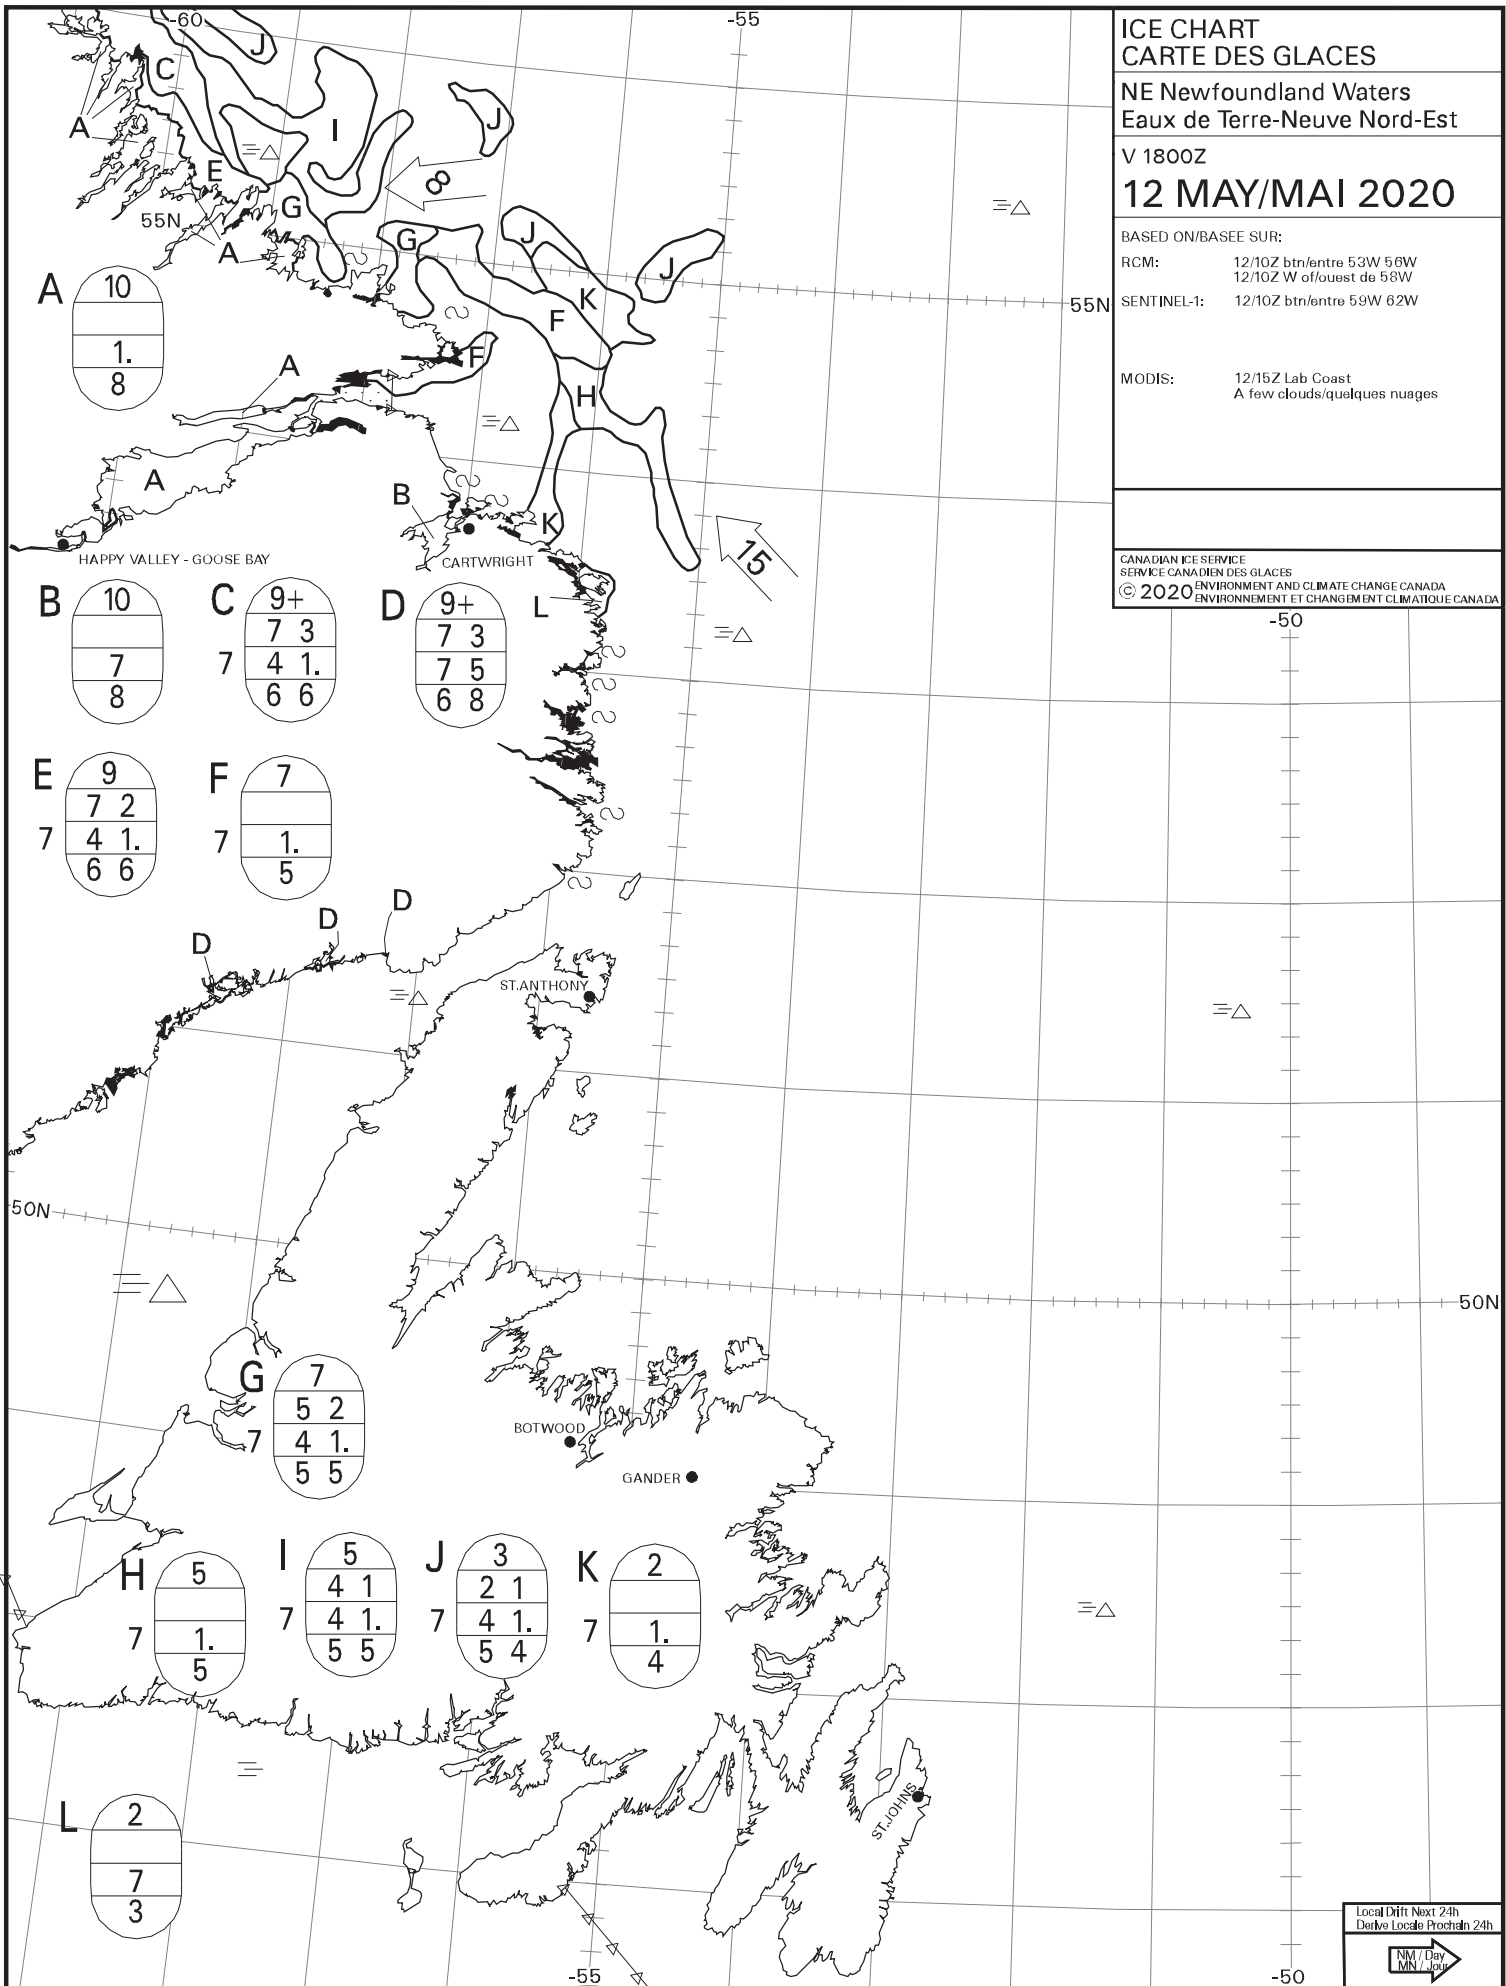 -60
-55
J
C
I
J
A
E
8
G
55N
A
G
J
J
K
55N
F
F
A
H
A
B
K
HAPPY VALLEY - GOOSE BAY
CARTWRIGHT
15
L
ICE CHART
CARTE DES GLACES
NE Newfoundland Waters
Eaux de Terre-Neuve Nord-Est
V 1800Z
12 MAY/MAI 2020
BASED ON/BASEE SUR:
RCM: 12/10Z btn/entre 53W 56W
12/10Z W of/ouest de 58W
SENTINEL-1: 12/10Z btn/entre 59W 62W
MODIS: 12/15Z Lab Coast
A few clouds/quelques nuages
CANADIAN ICE SERVICE
SERVICE CANADIEN DES GLACES
© 2020 ENVIRONMENT AND CLIMATE CHANGE CANADA
ENVIRONNEMENT ET CHANGEMENT CLIMATIQUE CANADA
-50
A
10
1.
8
B
10
7
8
C
9+
7 3
7 4 1.
6 6
D
9+
7 3
7 5
6 8
E
9
7 2
7 4 1.
6 6
F
7
7 1.
5
D
D
D
ST.ANTHONY
50N
50N
G
7
5 2
7 4 1.
5 5
BOTWOOD
GANDER
H
5
7 1.
5
I
5
4 1
7 4 1.
5 5
J
3
2 1
7 4 1.
5 4
K
2
7 1.
4
L
2
7
3
ST.JOHNS
-55
-50
Local Drift Next 24h
Derive Locale Prochain 24h
NM / Day
MN / Jour